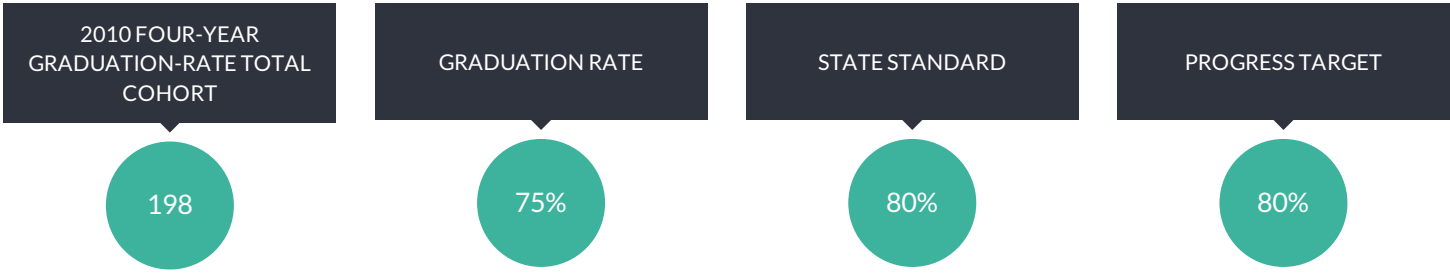 2010 FOUR-YEAR
GRADUATION-RATE TOTAL
COHORT
198
GRADUATION RATE
75%
STATE STANDARD
80%
PROGRESS TARGET
80%